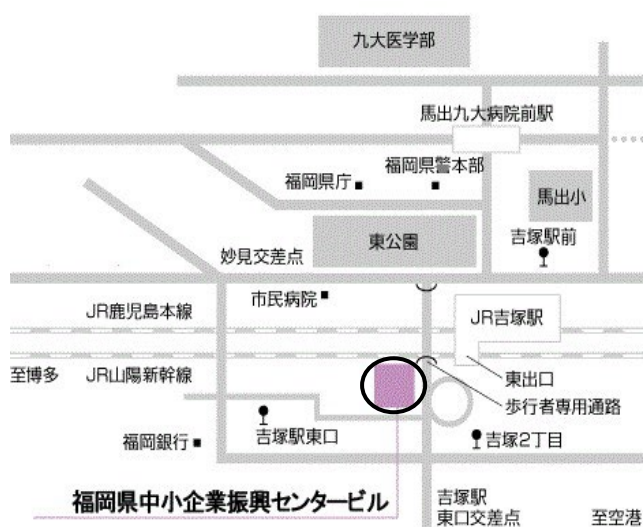 九大医学部
馬出九大病院前駅
福岡県警本部
福岡県庁
馬出小
東公園
吉塚駅前
妙見交差点
市民病院
JR鹿児島本線
JR吉塚駅
至博多
JR山陽新幹線
東出口
歩行者専用通路
吉塚駅東口
福岡銀行
吉塚2丁目
福岡県中小企業振興センタービル
吉塚駅
東口交差点
至空港